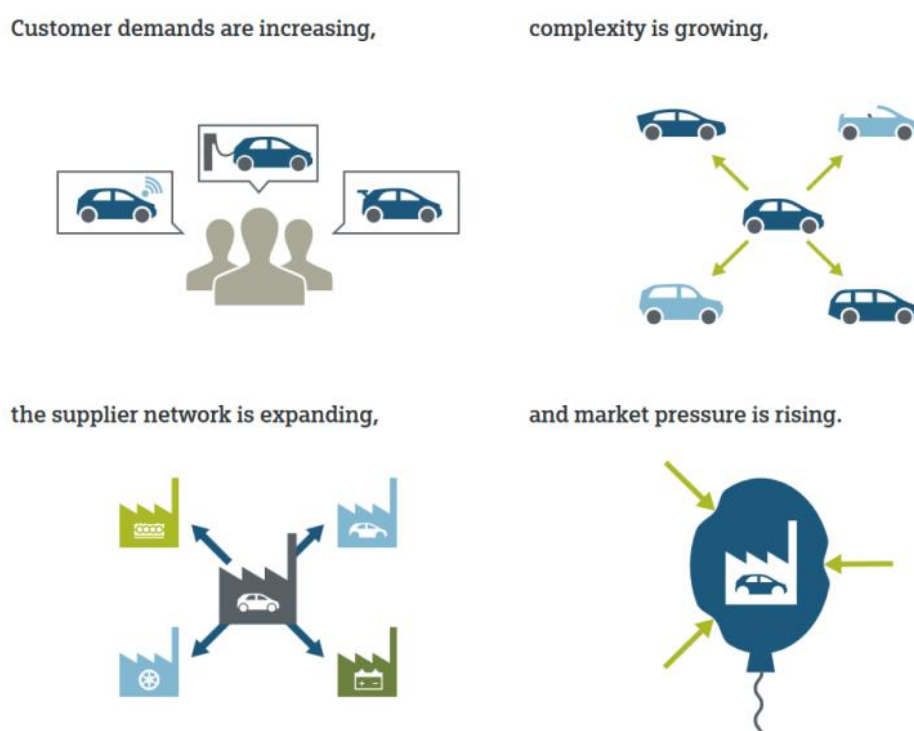 Customer demands are increasing,
complexity is growing,
the supplier network is expanding,
and market pressure is rising.